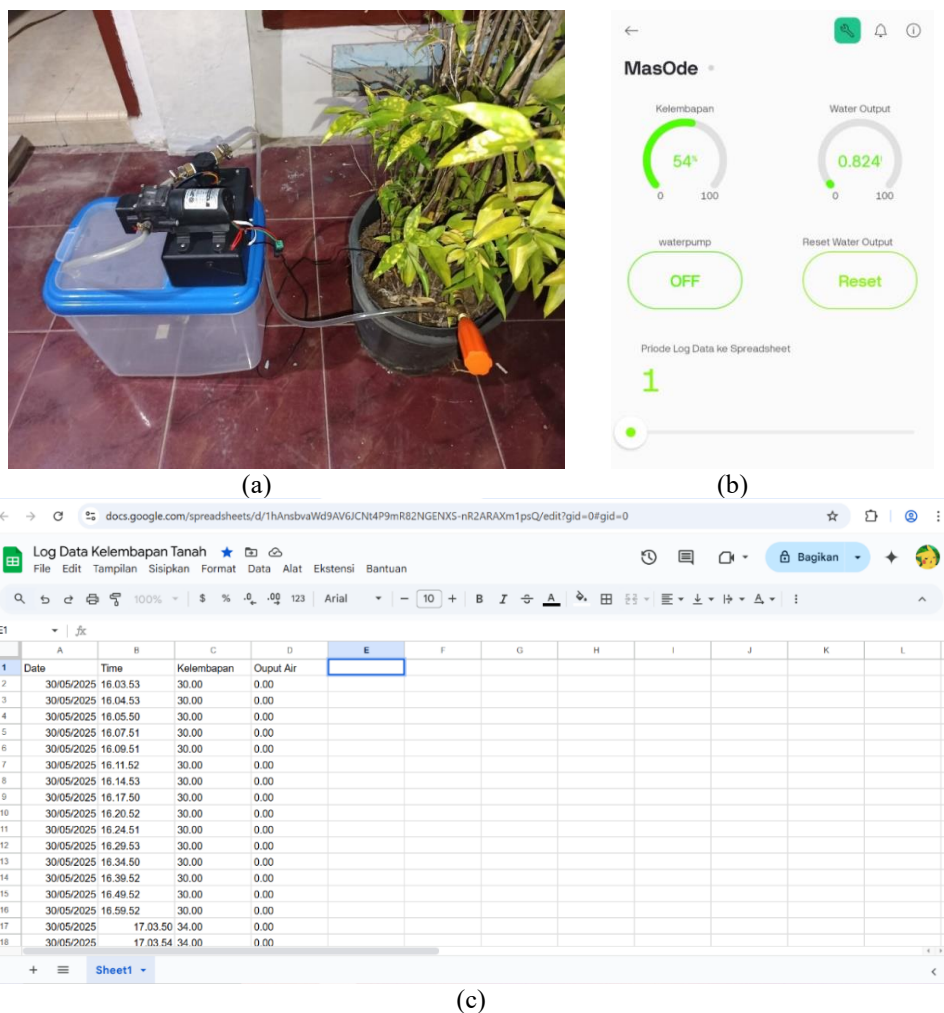 MasOde
Kelembapan
Water Output
54%
0.824l
0 100
0 100
waterpump
Reset Water Output
OFF
Reset
Priode Log Data ke Spreadsheet
1
(a)
(b)
docs.google.com/spreadsheets/d/1hAnsbvaWd9AV6JCNt4P9mR82NGENXS-nR2ARAXm1psQ/edit?gid=0#gid=0
Log Data Kelembapan Tanah
File Edit Tampilan Sisipkan Format Data Alat Ekstensi Bantuan
Bagikan
100% $ % .0 .00 123 Arial - 10 + B I A
E1 fx
A B C D E F G H I J K L
1 Date Time Kelembapan Ouput Air
2 30/05/2025 16.03.53 30.00 0.00
3 30/05/2025 16.04.53 30.00 0.00
4 30/05/2025 16.05.50 30.00 0.00
5 30/05/2025 16.07.51 30.00 0.00
6 30/05/2025 16.09.51 30.00 0.00
7 30/05/2025 16.11.52 30.00 0.00
8 30/05/2025 16.14.53 30.00 0.00
9 30/05/2025 16.17.50 30.00 0.00
10 30/05/2025 16.20.52 30.00 0.00
11 30/05/2025 16.24.51 30.00 0.00
12 30/05/2025 16.29.53 30.00 0.00
13 30/05/2025 16.34.50 30.00 0.00
14 30/05/2025 16.39.52 30.00 0.00
15 30/05/2025 16.49.52 30.00 0.00
16 30/05/2025 16.59.52 30.00 0.00
17 30/05/2025 17.03.50 34.00 0.00
18 30/05/2025 17.03.54 34.00 0.00
+ Sheet1
(c)